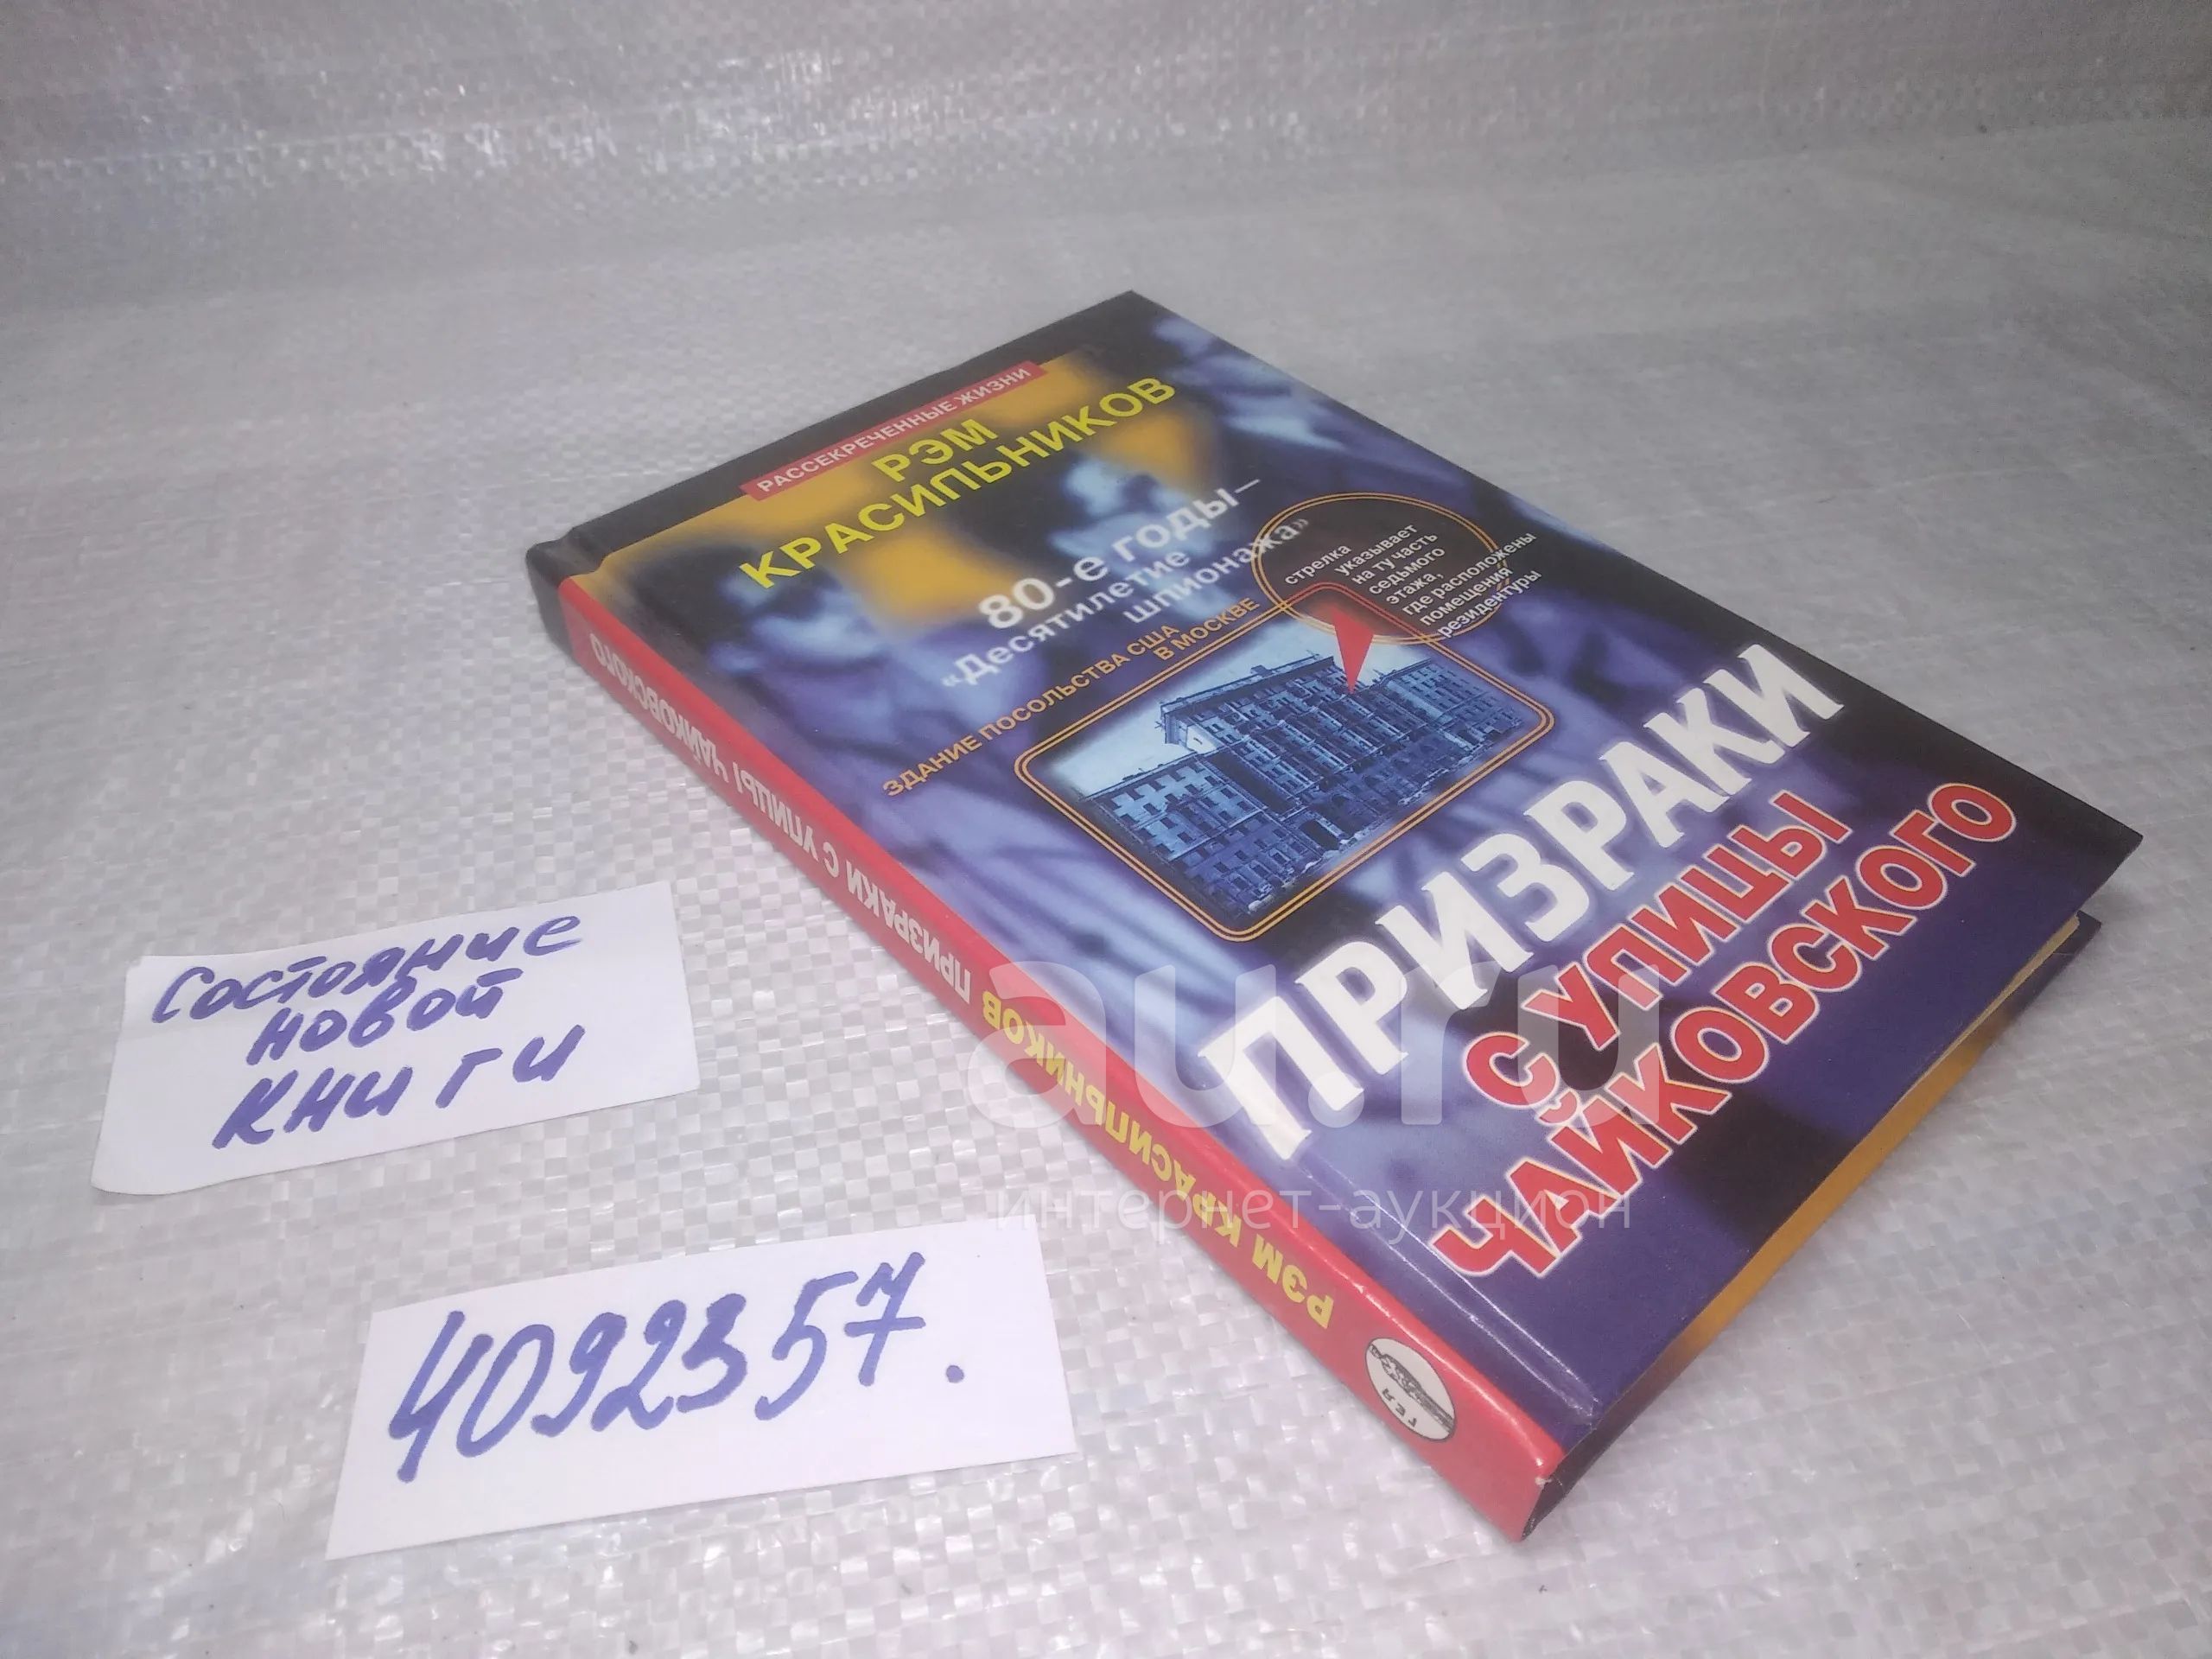 РАССЕКРЕЧЕННЫЕ ЖИЗНИ
РЭМ
КРАСИЛЬНИКОВ
80-е годы –
«Десятилетие
шпионажа»
ЗДАНИЕ ПОСОЛЬСТВА США
В МОСКВЕ
стрелка
указывает
на ту часть
седьмого
этажа,
где расположены
помещения
резидентуры
ПРИЗРАКИ
С УЛИЦЫ
ЧАЙКОВСКОГО
РЭМ КРАСИЛЬНИКОВ ПРИЗРАКИ С УЛИЦЫ ЧАЙКОВСКОГО
ГЕЯ
Состояние
новой
книги
4092357.
au.ru
интернет-аукцион